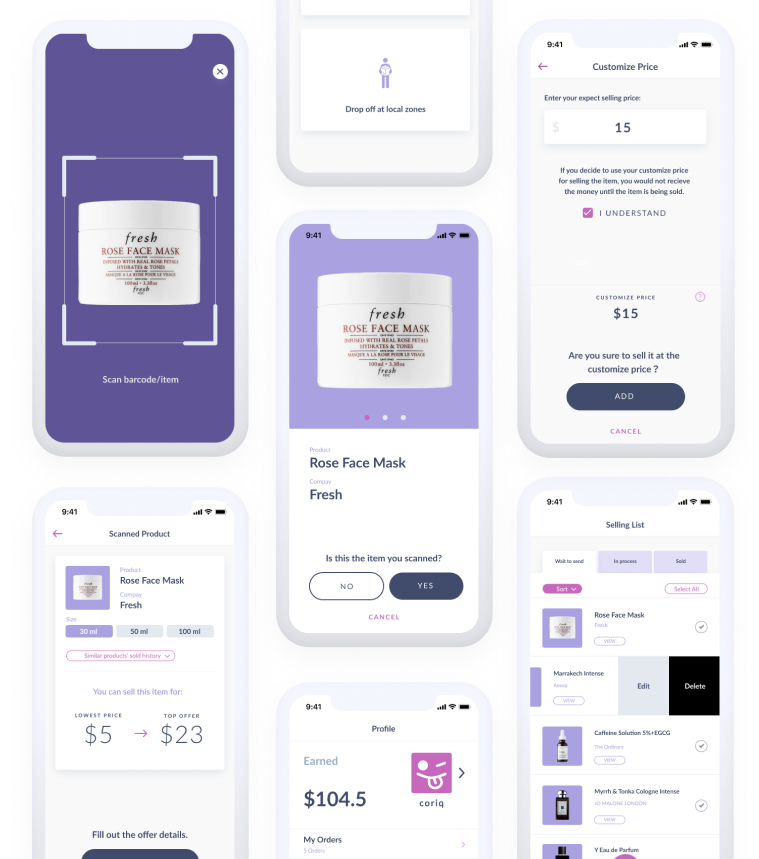 fresh
ROSE FACE MASK
INFUSED WITH REAL ROSE PETALS
HYDRATES & TONES
MASQUE A LA ROSE POUR LE VISAGE
100ml • 3.3fl oz
fresh
Scan barcode/item
9:41
Scanned Product
Product
Rose Face Mask
Compay
Fresh
Size
30 ml
50 ml
100 ml
Similar products' sold history
You can sell this item for:
LOWEST PRICE
TOP OFFER
$5
$23
Fill out the offer details.
Drop off at local zones
9:41
fresh
ROSE FACE MASK
INFUSED WITH REAL ROSE PETALS
HYDRATES & TONES
MASQUE A LA ROSE POUR LE VISAGE
100ml • 3.3fl oz
fresh
Product
Rose Face Mask
Compay
Fresh
Is this the item you scanned?
NO
YES
CANCEL
9:41
Profile
Earned
$104.5
coriq
My Orders
5 Orders
9:41
Customize Price
Enter your expect selling price:
$
15
If you decide to use your customize price
for selling the item, you would not recieve
the money until the item is being sold.
I UNDERSTAND
CUSTOMIZE PRICE
?
$15
Are you sure to sell it at the
customize price ?
ADD
CANCEL
9:41
Selling List
Wait to send
In process
Sold
Sort
Select All
Rose Face Mask
Fresh
VIEW
Marrakech Intense
Aesop
VIEW
Edit
Delete
Caffeine Solution 5%+EGCG
The Ordinary
VIEW
Myrrh & Tonka Cologne Intense
JO MALONE LONDON
VIEW
Y Eau de Parfum